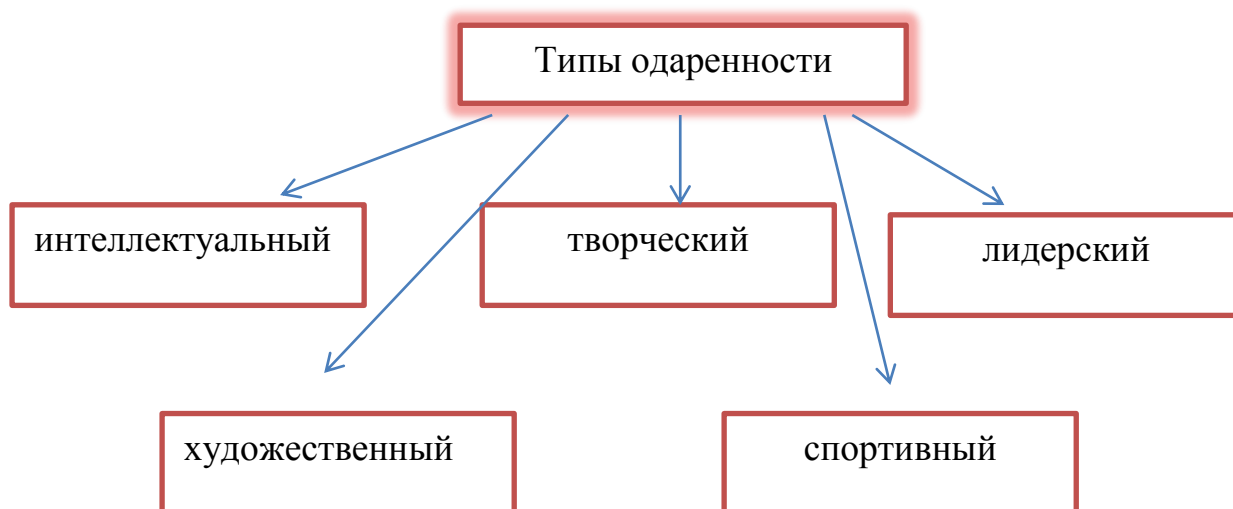 Типы одаренности
интеллектуальный
творческий
лидерский
художественный
спортивный